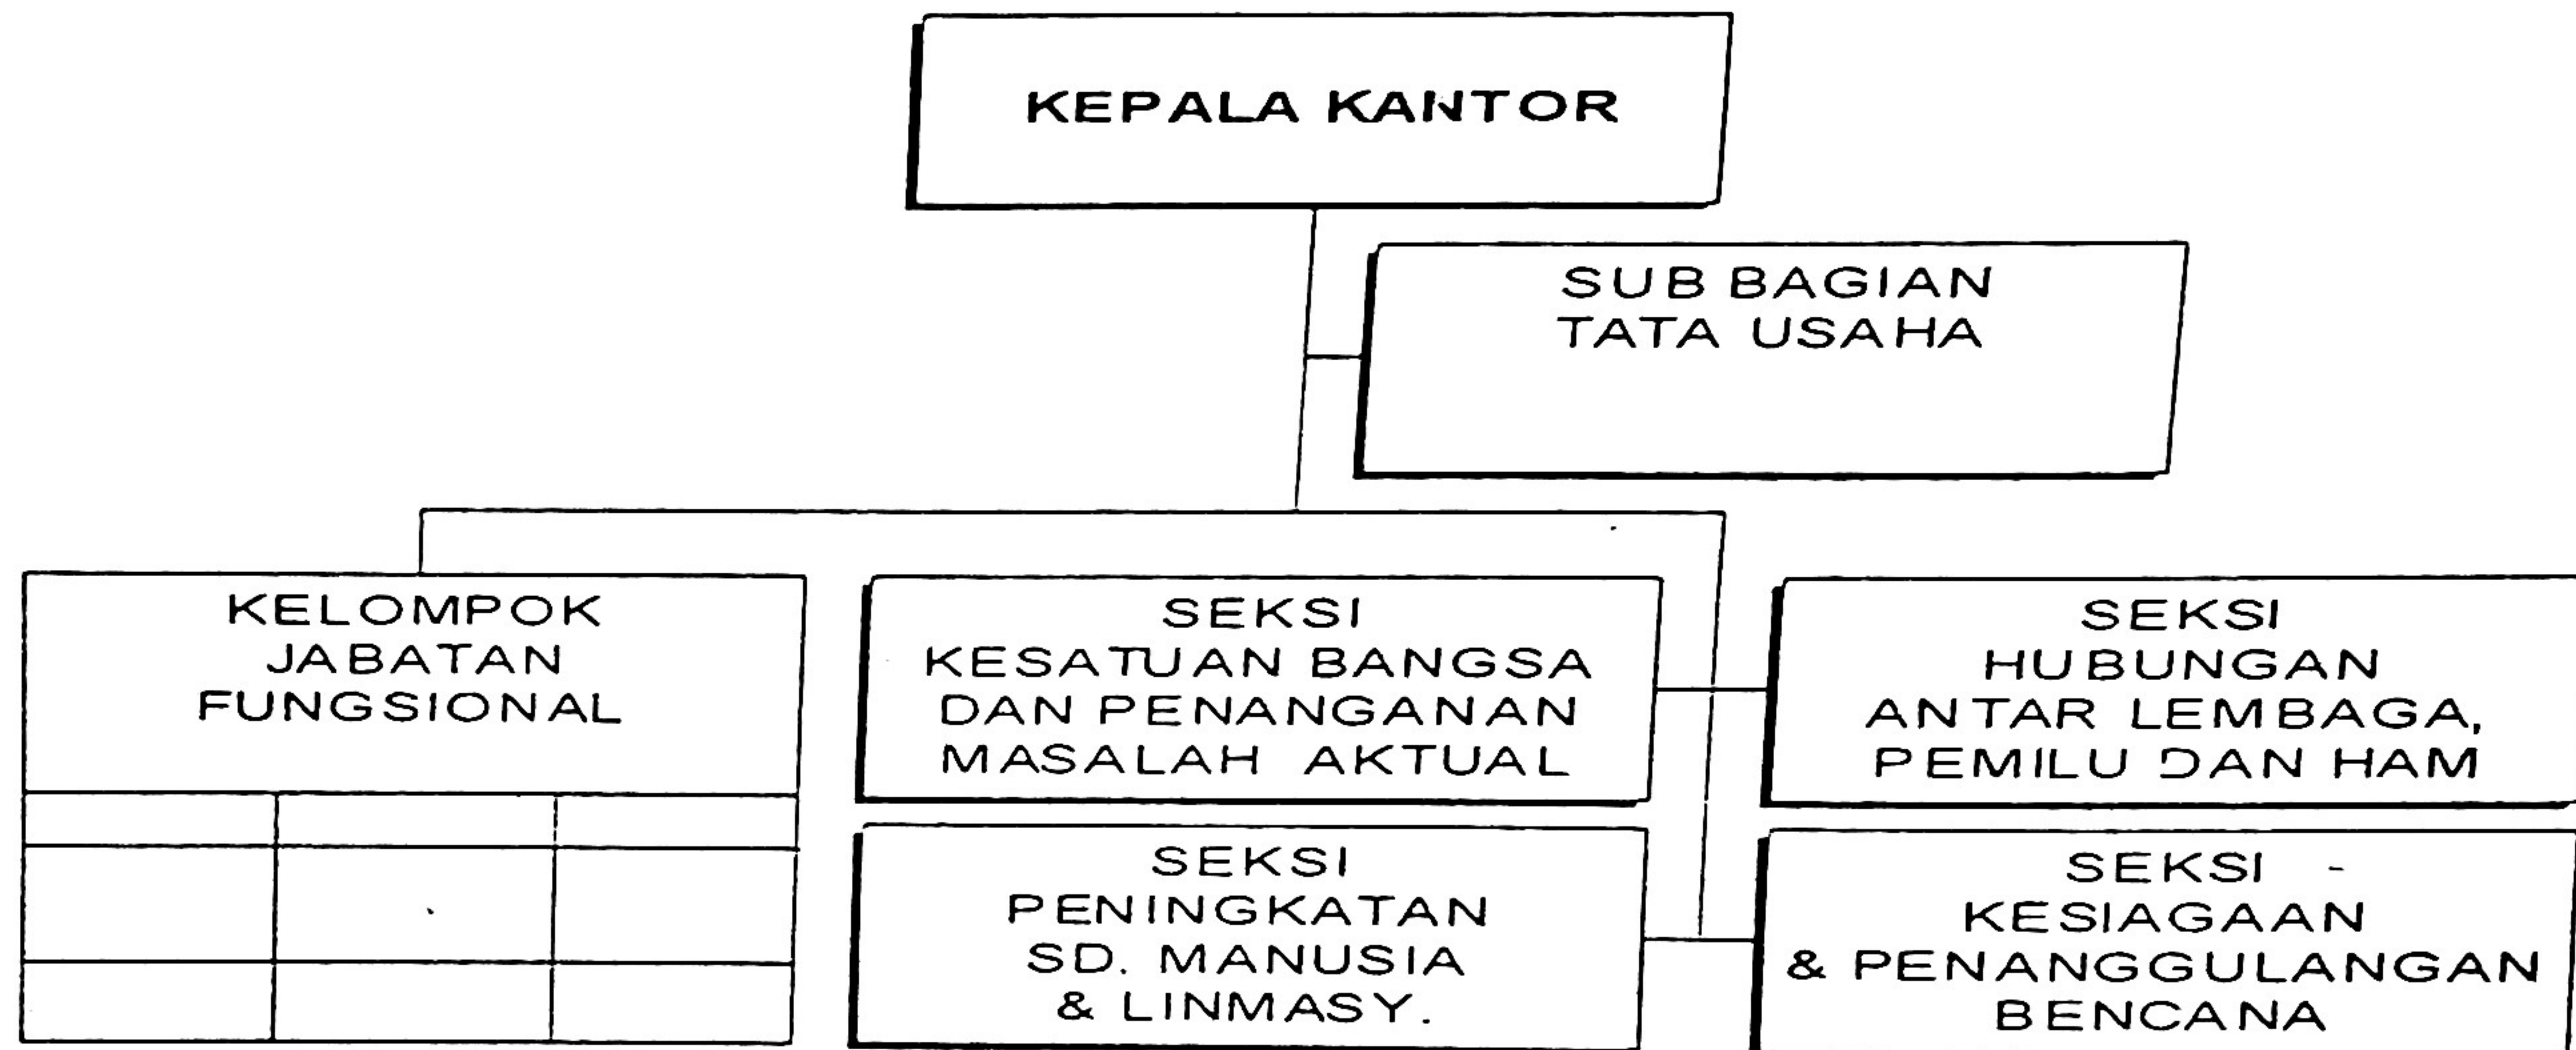 KEPALA KANTOR
SUB BAGIAN
TATA USAHA
KELOMPOK
JABATAN
FUNGSIONAL
SEKSI
KESATUAN BANGSA
DAN PENANGANAN
MASALAH AKTUAL
SEKSI
HUBUNGAN
ANTAR LEMBAGA,
PEMILU DAN HAM
SEKSI
PENINGKATAN
SD. MANUSIA
& LINMASY.
SEKSI
KESIAGAAN
& PENANGGULANGAN
BENCANA